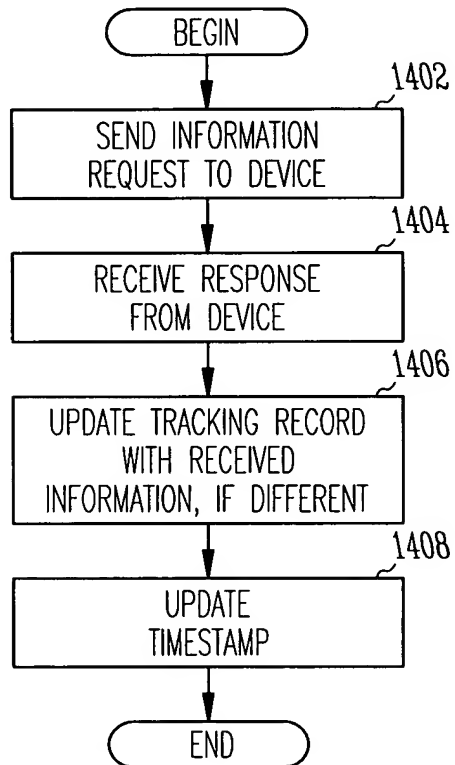 BEGIN
1402
SEND INFORMATION
REQUEST TO DEVICE
1404
RECEIVE RESPONSE
FROM DEVICE
1406
UPDATE TRACKING RECORD
WITH RECEIVED
INFORMATION, IF DIFFERENT
1408
UPDATE
TIMESTAMP
END